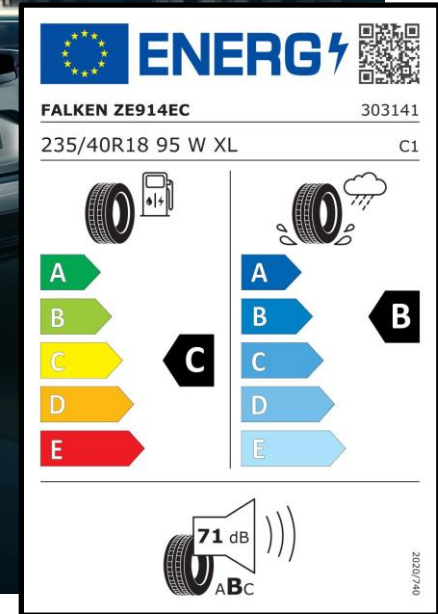 ENERG
FALKEN ZE914EC 303141
235/40R18 95 W XL C1
A A
B B B
C C C
D D
E E
71 dB
ABC
2020/740